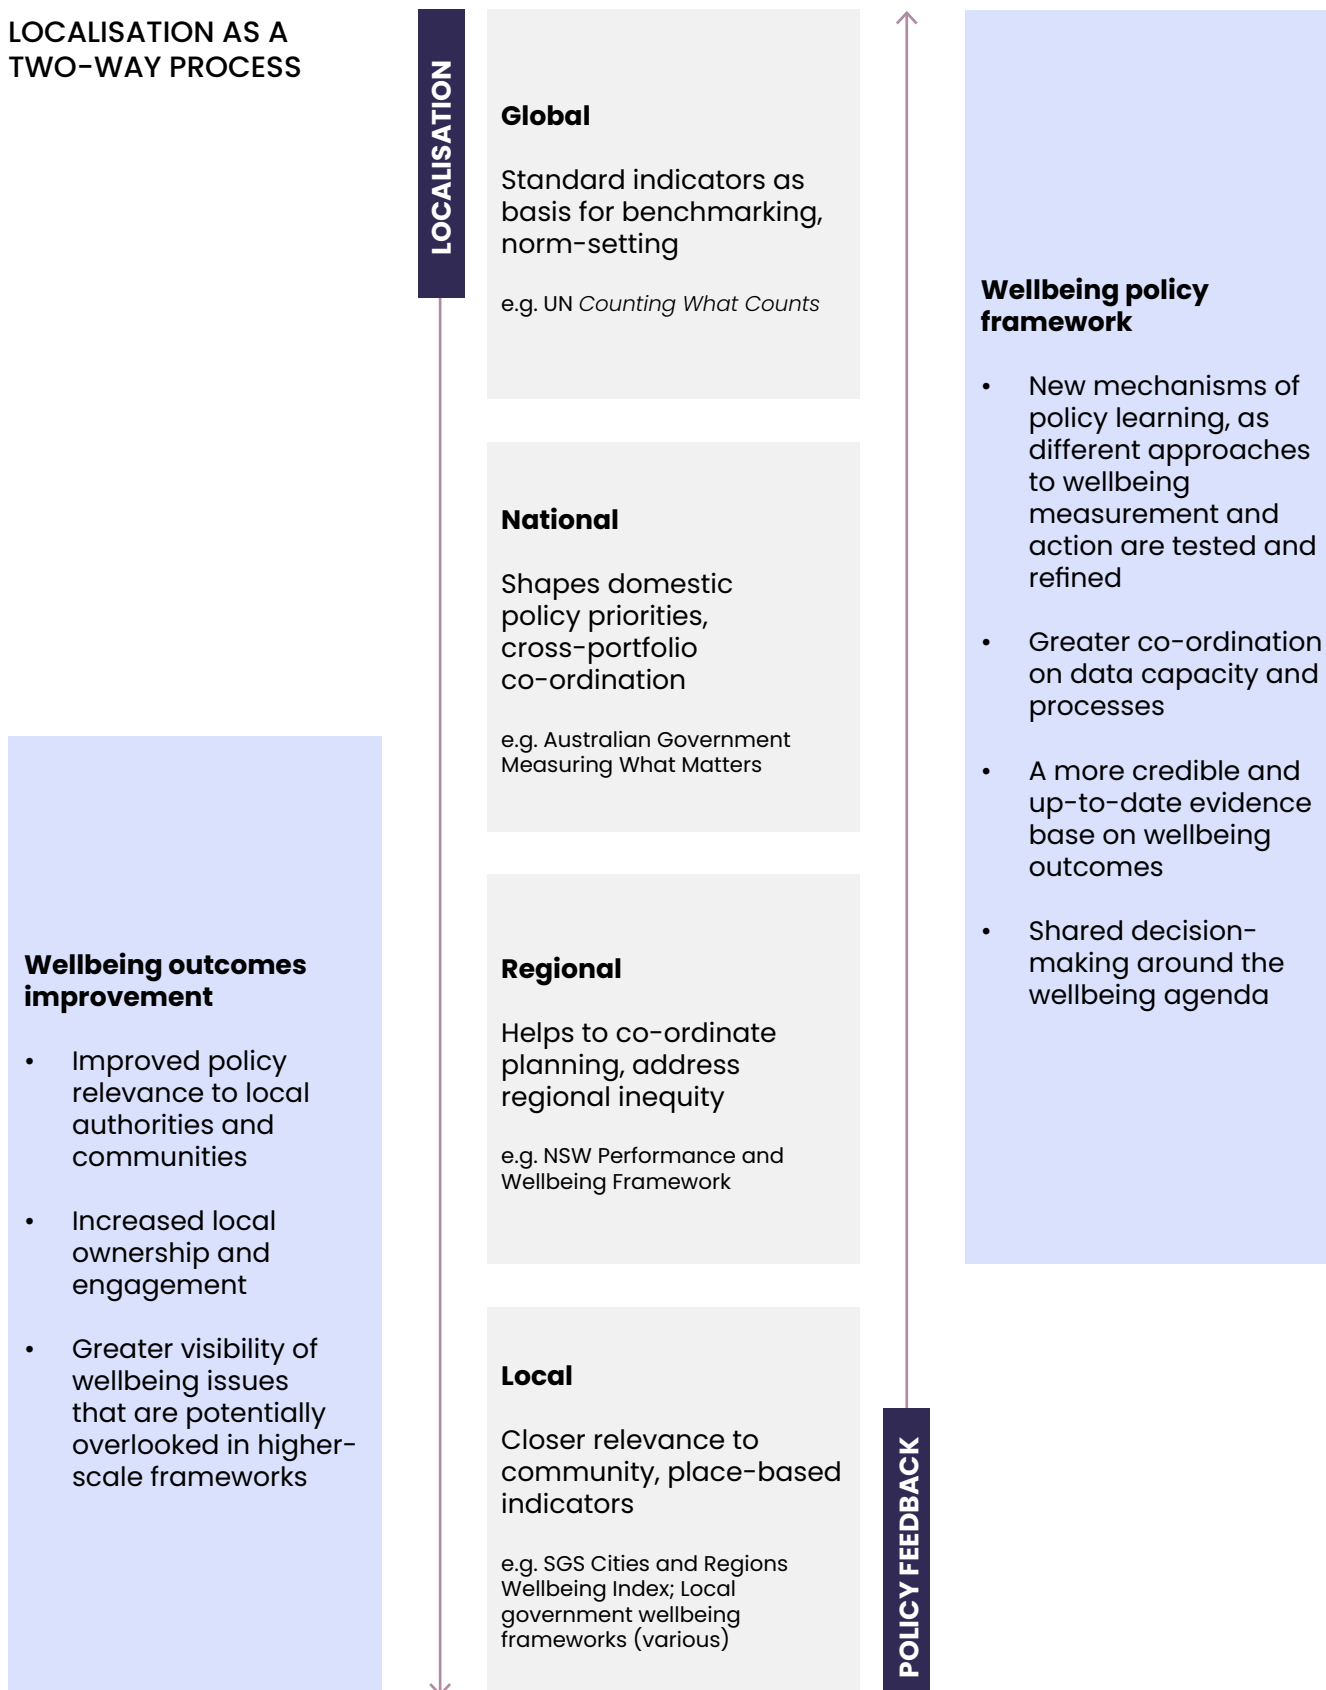 LOCALISATION AS A
TWO-WAY PROCESS
LOCALISATION
Global
Standard indicators as
basis for benchmarking,
norm-setting
e.g. UN Counting What Counts
National
Shapes domestic
policy priorities,
cross-portfolio
co-ordination
e.g. Australian Government
Measuring What Matters
Regional
Helps to co-ordinate
planning, address
regional inequity
e.g. NSW Performance and
Wellbeing Framework
Local
Closer relevance to
community, place-based
indicators
e.g. SGS Cities and Regions
Wellbeing Index; Local
government wellbeing
frameworks (various)
Wellbeing outcomes
improvement
• Improved policy
relevance to local
authorities and
communities
• Increased local
ownership and
engagement
• Greater visibility of
wellbeing issues
that are potentially
overlooked in higher-
scale frameworks
POLICY FEEDBACK
Wellbeing policy
framework
• New mechanisms of
policy learning, as
different approaches
to wellbeing
measurement and
action are tested and
refined
• Greater co-ordination
on data capacity and
processes
• A more credible and
up-to-date evidence
base on wellbeing
outcomes
• Shared decision-
making around the
wellbeing agenda